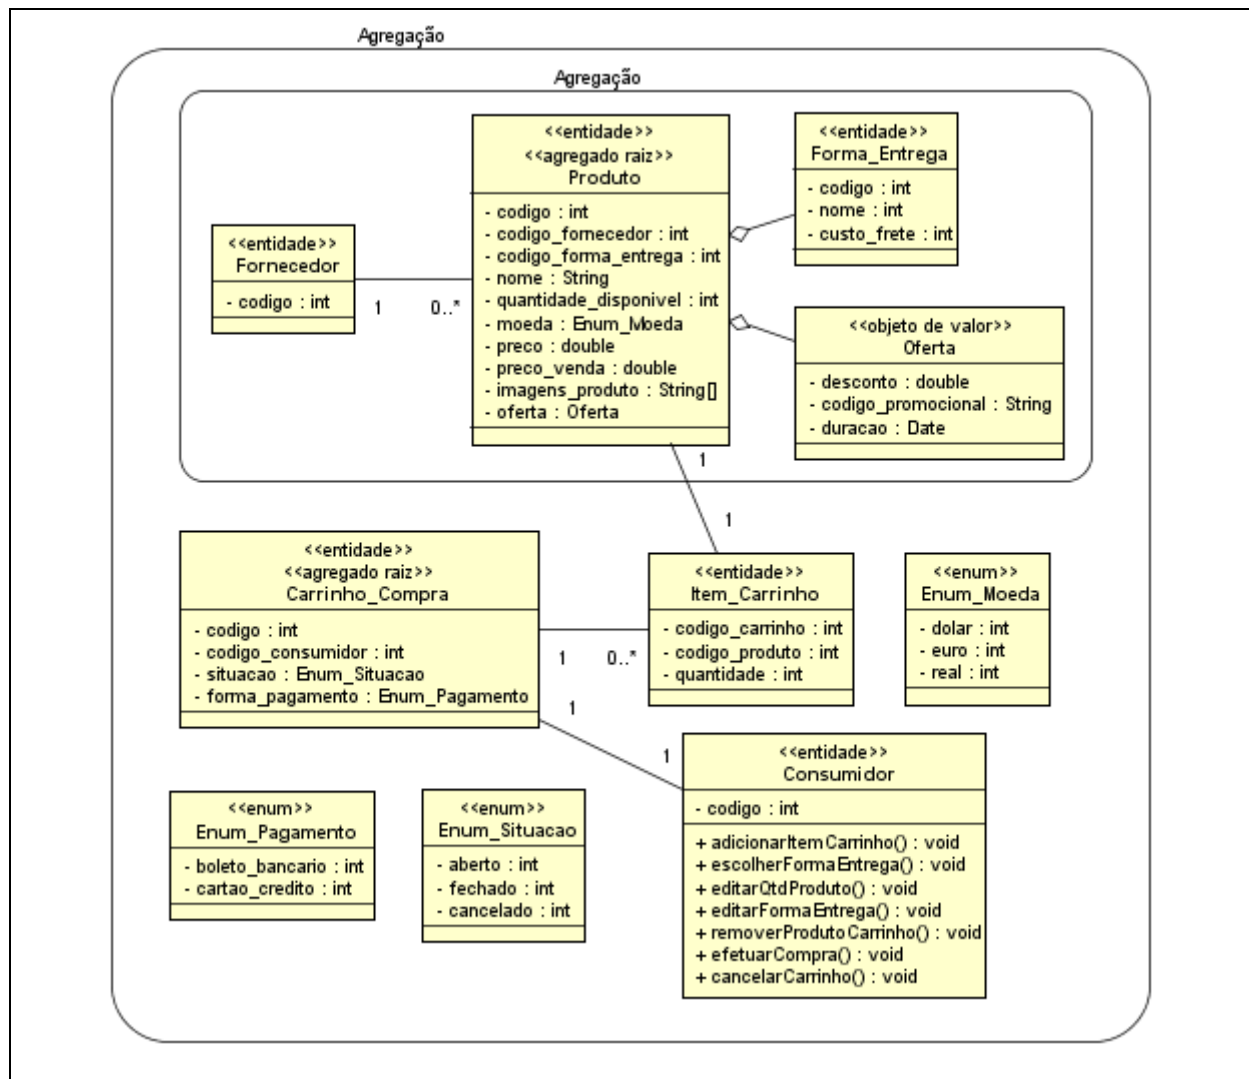 Agregação
Agregação
<<entidade>>
<<agregado raiz>>
Produto
- codigo : int
- codigo_fornecedor : int
- codigo_forma_entrega : int
- nome : String
- quantidade_disponivel : int
- moeda : Enum_Moeda
- preco : double
- preco_venda : double
- imagens_produto : String[]
- oferta : Oferta
<<entidade>>
Forma_Entrega
- codigo : int
- nome : int
- custo_frete : int
<<entidade>>
Fornecedor
- codigo : int
1
0..*
<<objeto de valor>>
Oferta
- desconto : double
- codigo_promocional : String
- duracao : Date
1
1
<<entidade>>
<<agregado raiz>>
Carrinho_Compra
- codigo : int
- codigo_consumidor : int
- situacao : Enum_Situacao
- forma_pagamento : Enum_Pagamento
1
0..*
<<entidade>>
Item_Carrinho
- codigo_carrinho : int
- codigo_produto : int
- quantidade : int
<<enum>>
Enum_Moeda
- dolar : int
- euro : int
- real : int
1
1
<<entidade>>
Consumidor
- codigo : int
+ adicionarItemCarrinho() : void
+ escolherFormaEntrega() : void
+ editarQtdProduto() : void
+ editarFormaEntrega() : void
+ removerProdutoCarrinho() : void
+ efetuarCompra() : void
+ cancelarCarrinho() : void
<<enum>>
Enum_Pagamento
- boleto_bancario : int
- cartao_credito : int
<<enum>>
Enum_Situacao
- aberto : int
- fechado : int
- cancelado : int